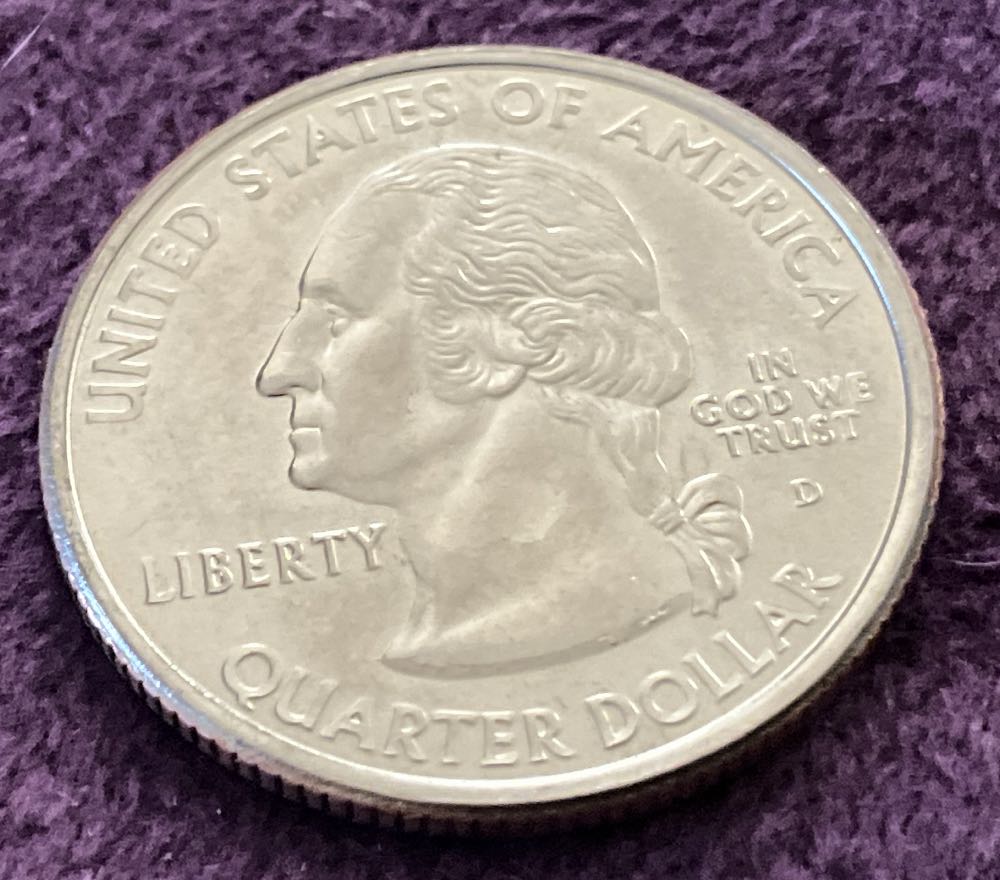 UNITED STATES OF AMERICA
IN
GOD WE
TRUST
D
LIBERTY
QUARTER DOLLAR